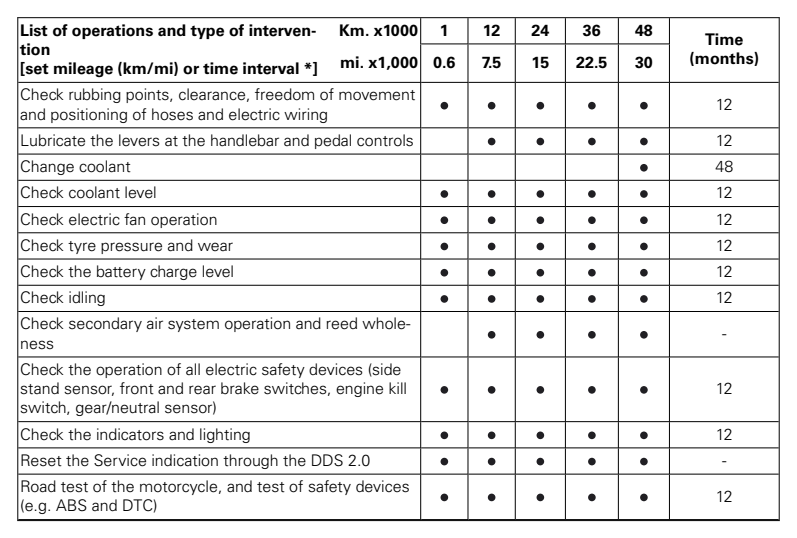 List of operations and type of interven- Km. x1000 1 12 24 36 48 Time
tion
[set mileage (km/mi) or time interval *] mi. x1,000 0.6 7.5 15 22.5 30 (months)
Check rubbing points, clearance, freedom of movement
and positioning of hoses and electric wiring ● ● ● ● ● 12
Lubricate the levers at the handlebar and pedal controls ● ● ● ● 12
Change coolant ● 48
Check coolant level ● ● ● ● ● 12
Check electric fan operation ● ● ● ● ● 12
Check tyre pressure and wear ● ● ● ● ● 12
Check the battery charge level ● ● ● ● ● 12
Check idling ● ● ● ● ● 12
Check secondary air system operation and reed whole-
ness ● ● ● ● -
Check the operation of all electric safety devices (side
stand sensor, front and rear brake switches, engine kill
switch, gear/neutral sensor) ● ● ● ● ● 12
Check the indicators and lighting ● ● ● ● ● 12
Reset the Service indication through the DDS 2.0 ● ● ● ● ● -
Road test of the motorcycle, and test of safety devices
(e.g. ABS and DTC) ● ● ● ● ● 12